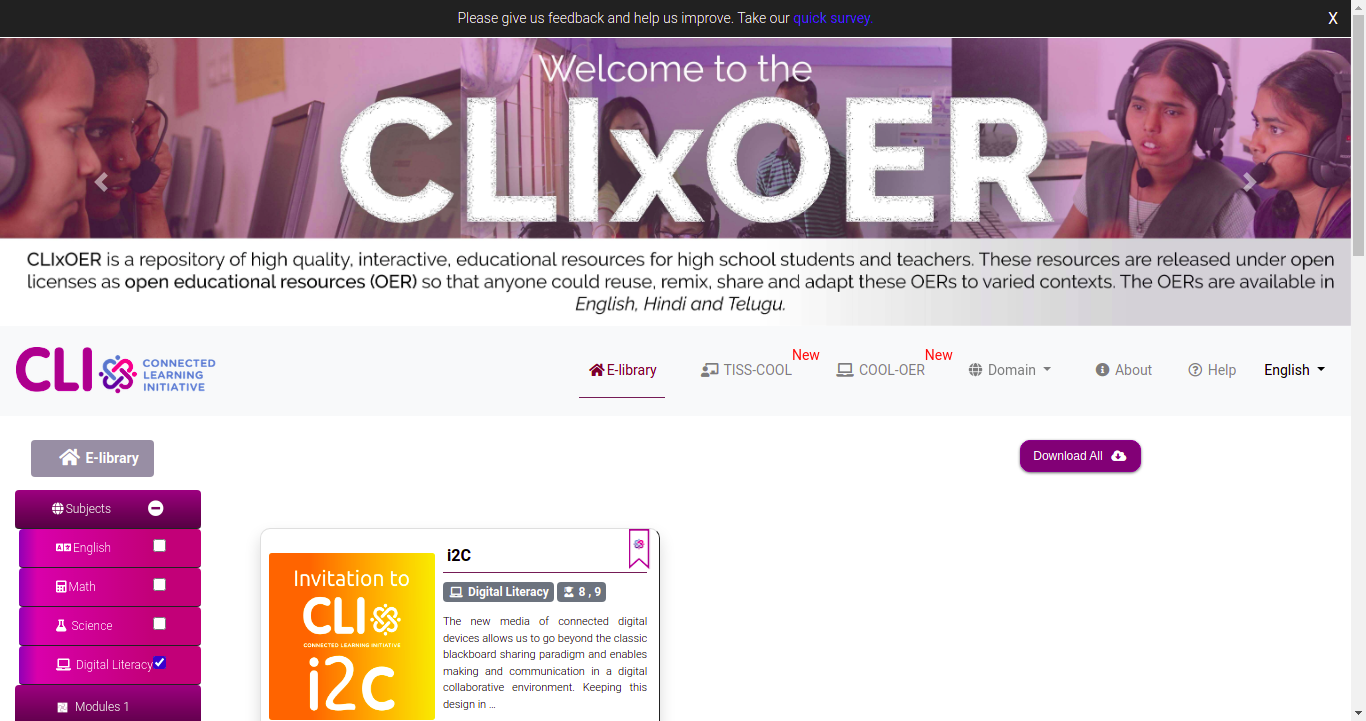 Please give us feedback and help us improve. Take our quick survey.
X
Welcome to the
CLIxOER
CLIxOER is a repository of high quality, interactive, educational resources for high school students and teachers. These resources are released under open
licenses as open educational resources (OER) so that anyone could reuse, remix, share and adapt these OERs to varied contexts. The OERs are available in
English, Hindi and Telugu.
CLI
CONNECTED
LEARNING
INITIATIVE
E-library
TISS-COOL
New
COOL-OER
New
Domain
About
Help
English
E-library
Download All
Subjects
English
Math
Science
Digital Literacy
Modules 1
Invitation to
CLI
CONNECTED LEARNING INITIATIVE
i2c
i2C
Digital Literacy
8 , 9
The new media of connected digital
devices allows us to go beyond the classic
blackboard sharing paradigm and enables
making and communication in a digital
collaborative environment. Keeping this
design in ...